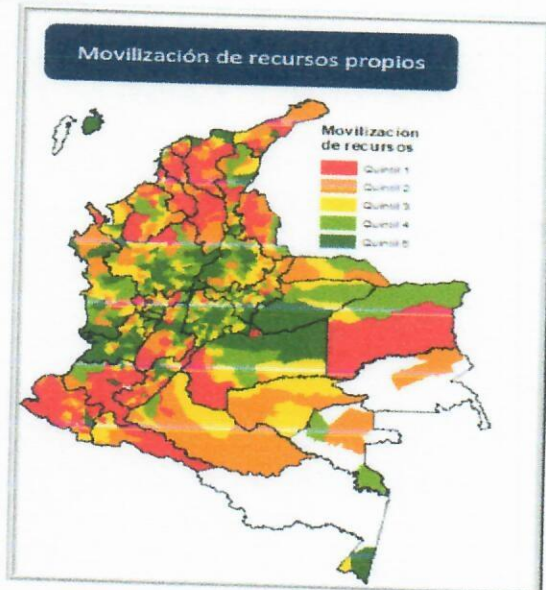 Movilización de recursos propios
Movilizacion
de recursos
Quintil 1
Quintil 2
Quintil 3
Quintil 4
Quintil 5